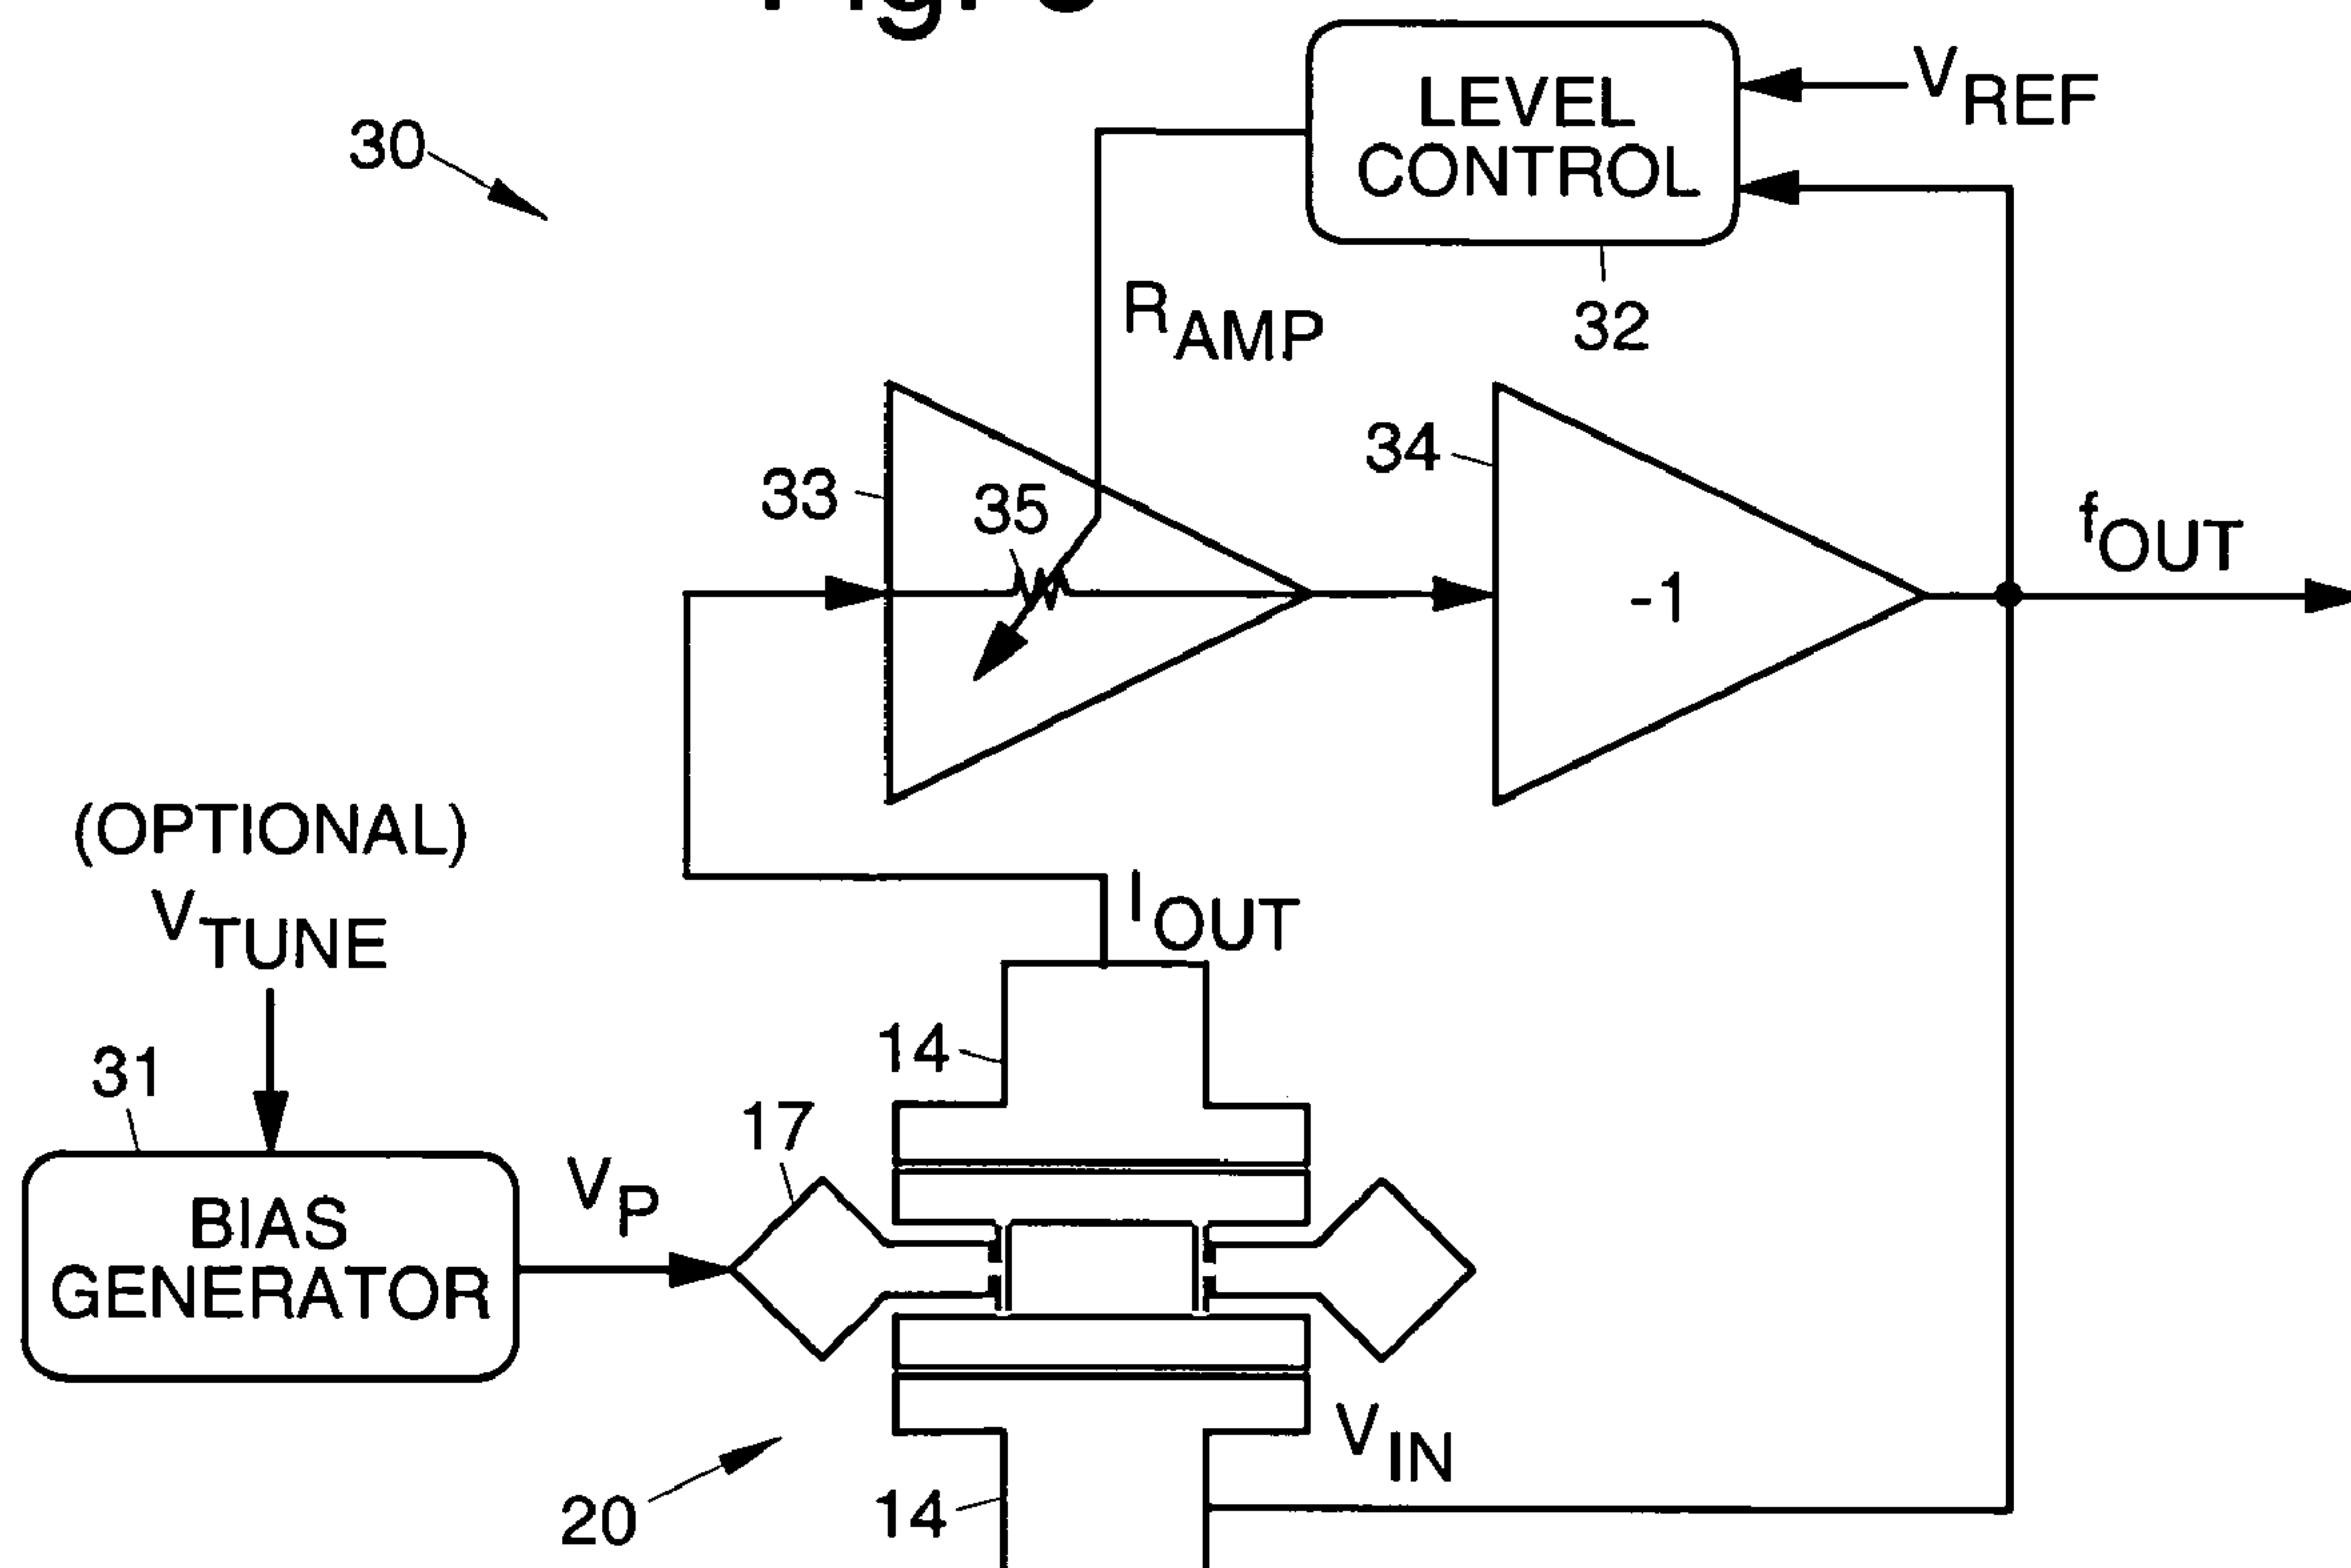 30
LEVEL
CONTROL
VREF
RAMP
32
33
35
34
-1
fOUT
(OPTIONAL)
VTUNE
IOUT
31
14
17
VP
BIAS
GENERATOR
VIN
20
14